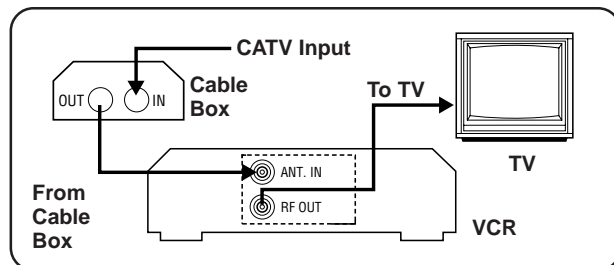 CATV Input
Cable
Box
OUT
IN
To TV
TV
ANT. IN
RF OUT
From
Cable
Box
VCR